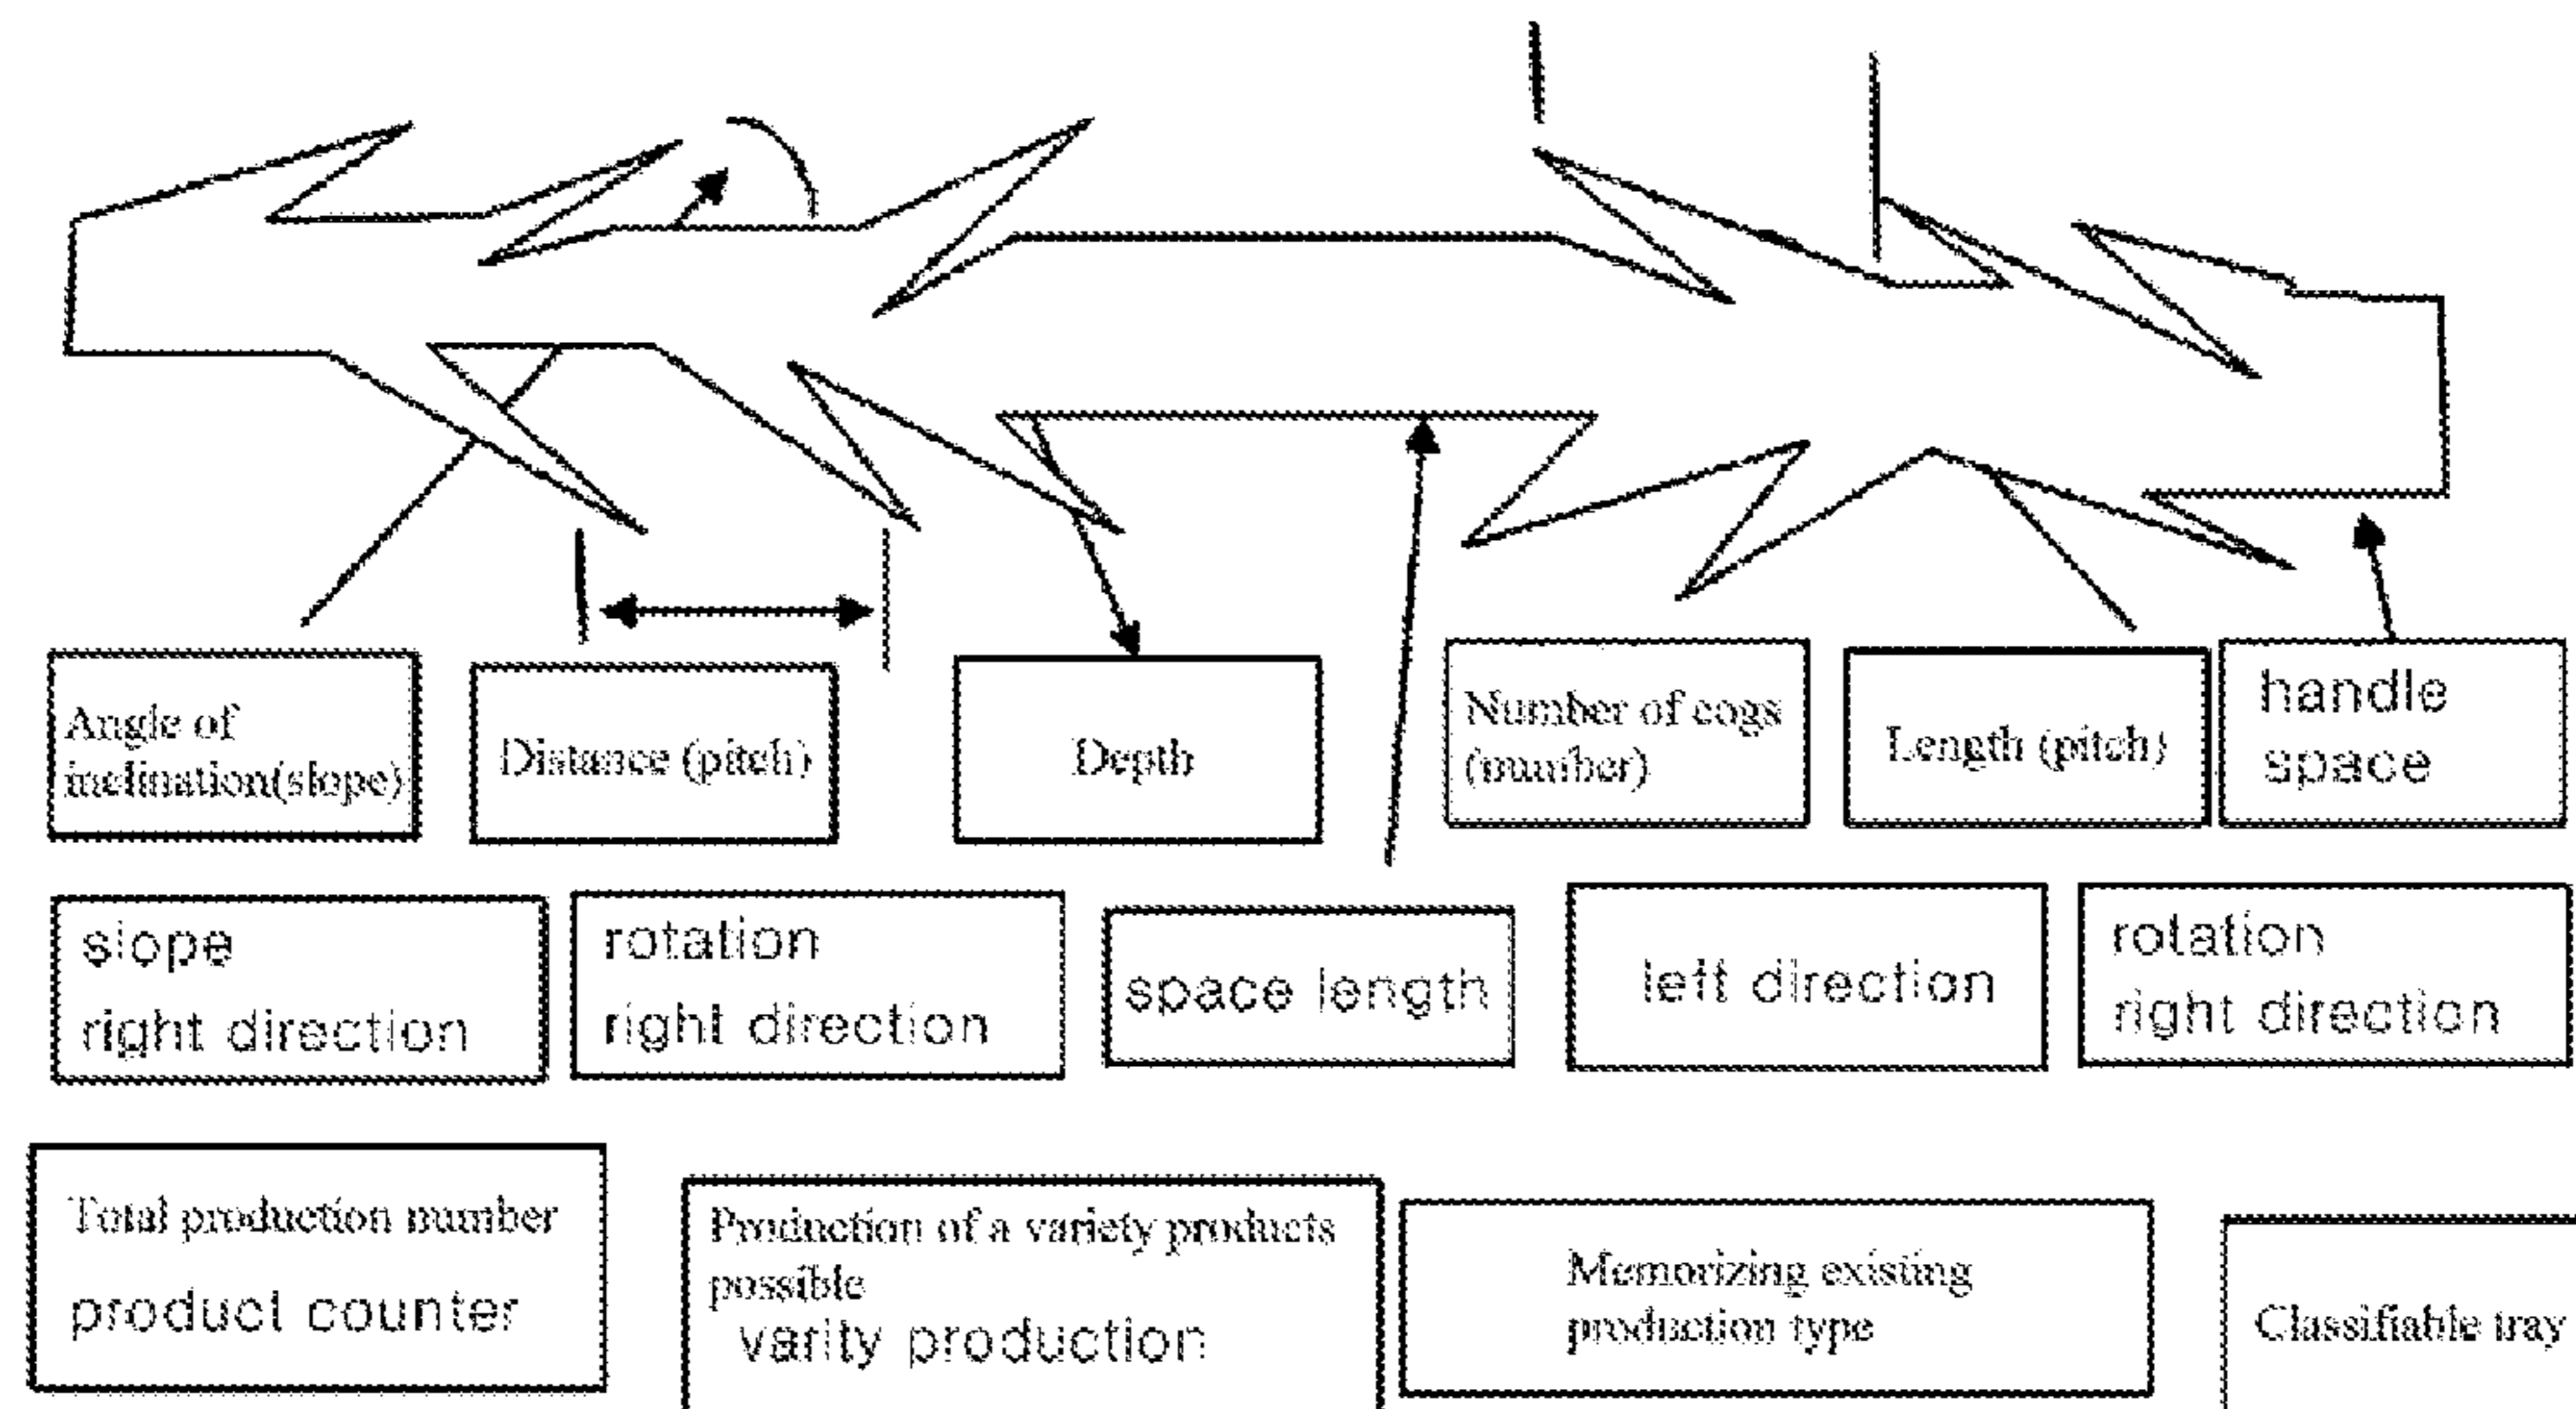 Angle of
inclination(slope)
Distance (pitch)
Depth
Number of cogs
(number)
Length (pitch)
handle
space
slope
right direction
rotation
right direction
space length
left direction
rotation
right direction
Total production number
product counter
Production of a variety products
possible
varity production
Memorizing existing
production type
Classifiable tray